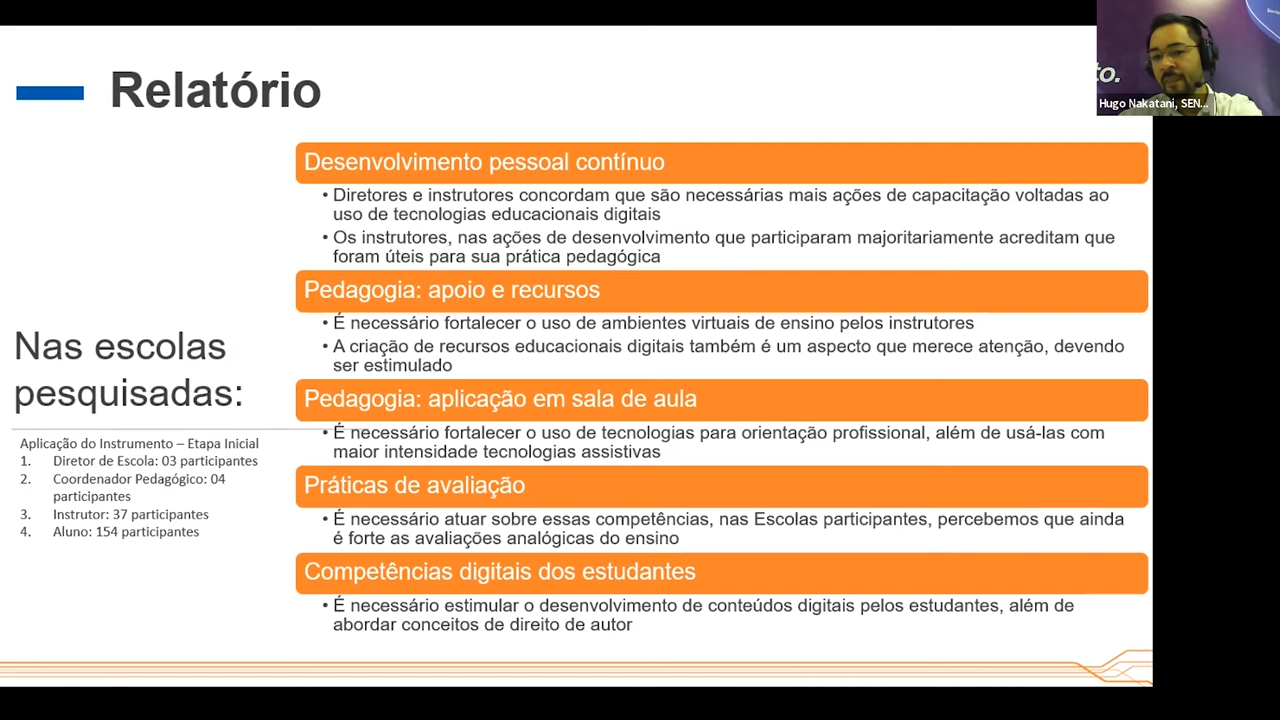 Relatório
to.
Hugo Nakatani, SEN...
Desenvolvimento pessoal contínuo
• Diretores e instrutores concordam que são necessárias mais ações de capacitação voltadas ao
uso de tecnologias educacionais digitais
• Os instrutores, nas ações de desenvolvimento que participaram majoritariamente acreditam que
foram úteis para sua prática pedagógica
Pedagogia: apoio e recursos
• É necessário fortalecer o uso de ambientes virtuais de ensino pelos instrutores
• A criação de recursos educacionais digitais também é um aspecto que merece atenção, devendo
ser estimulado
Pedagogia: aplicação em sala de aula
• É necessário fortalecer o uso de tecnologias para orientação profissional, além de usá-las com
maior intensidade tecnologias assistivas
Práticas de avaliação
• É necessário atuar sobre essas competências, nas Escolas participantes, percebemos que ainda
é forte as avaliações analógicas do ensino
Competências digitais dos estudantes
• É necessário estimular o desenvolvimento de conteúdos digitais pelos estudantes, além de
abordar conceitos de direito de autor
Nas escolas
pesquisadas:
Aplicação do Instrumento – Etapa Inicial
1. Diretor de Escola: 03 participantes
2. Coordenador Pedagógico: 04
participantes
3. Instrutor: 37 participantes
4. Aluno: 154 participantes